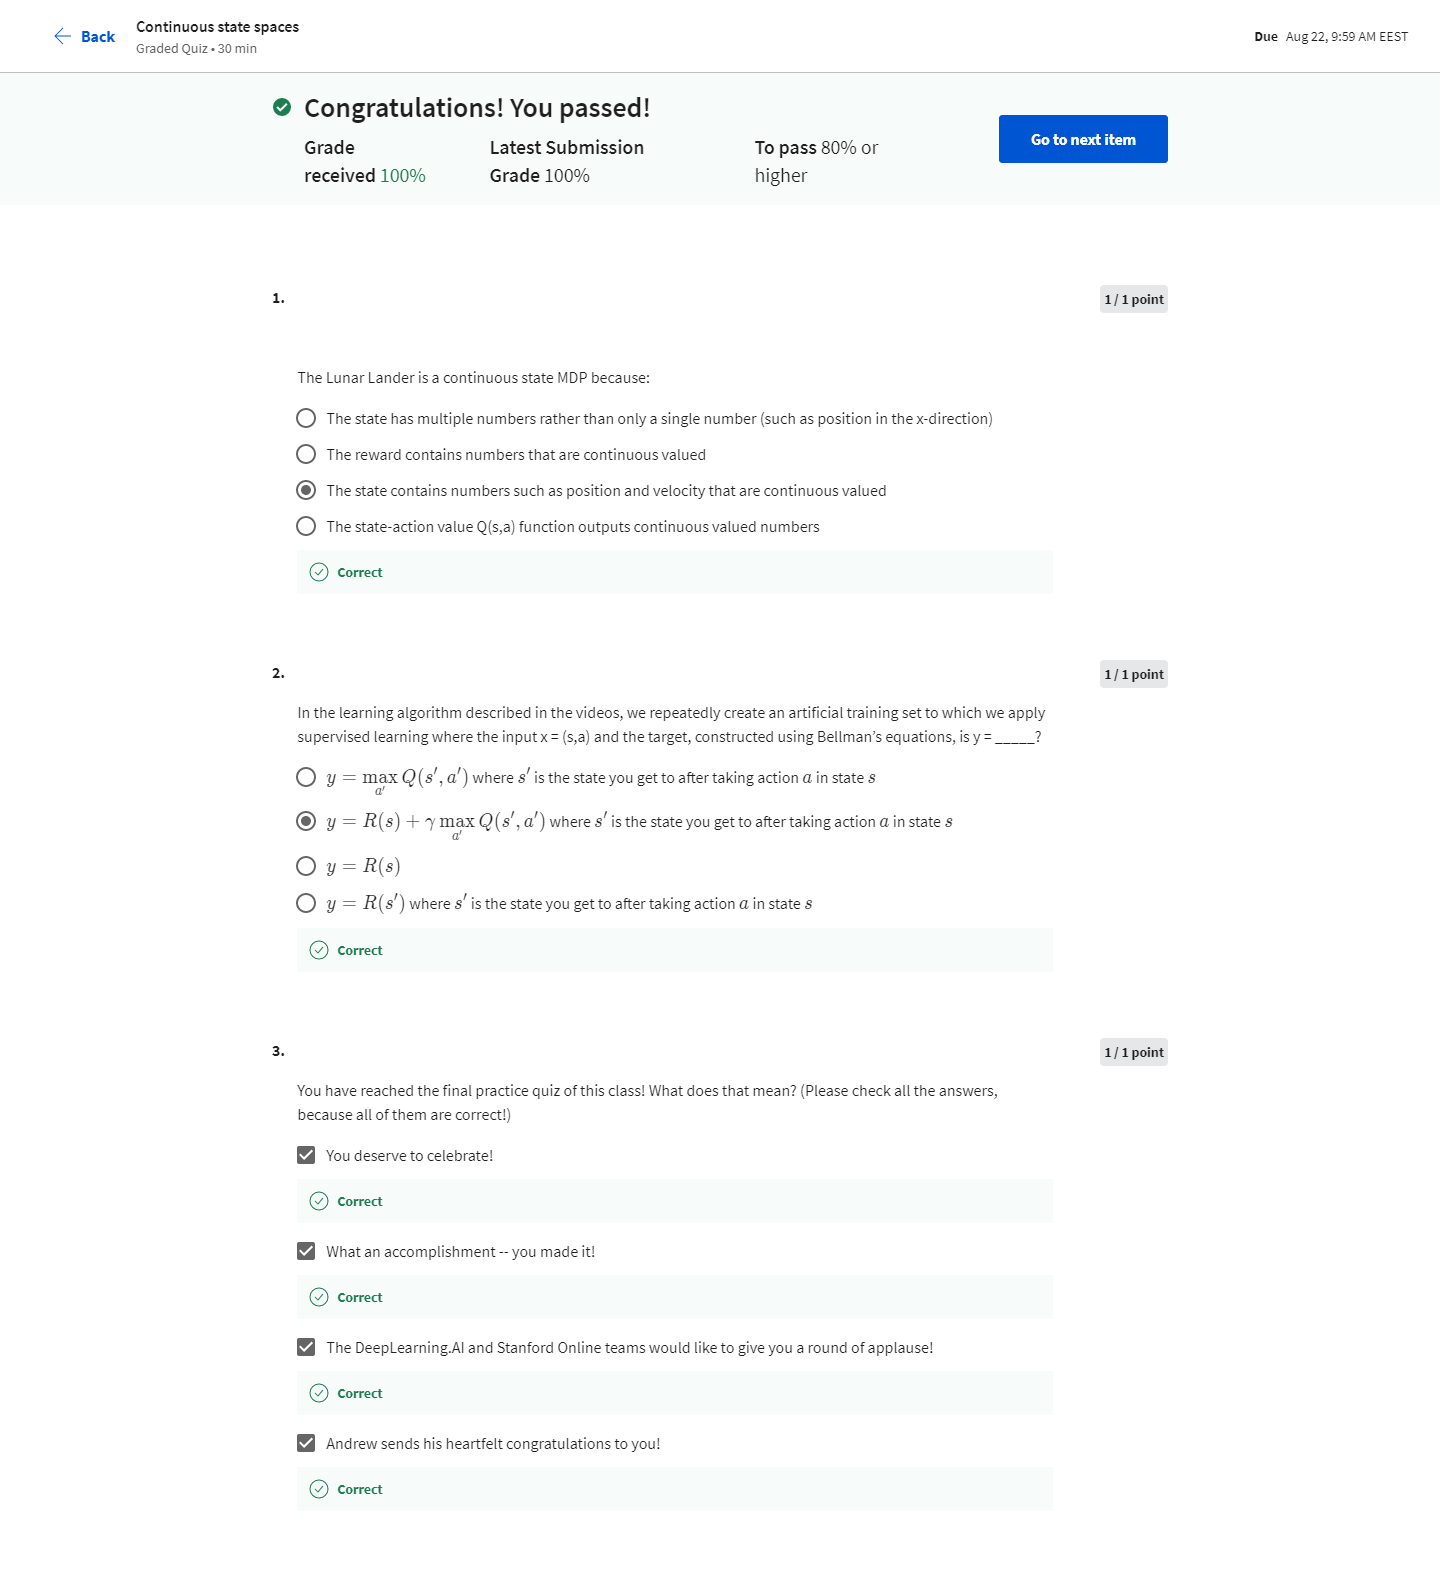 Back
Continuous state spaces
Graded Quiz • 30 min
Due Aug 22, 9:59 AM EEST
Congratulations! You passed!
Grade received 100%
Latest Submission Grade 100%
To pass 80% or higher
Go to next item
1.
1 / 1 point
The Lunar Lander is a continuous state MDP because:
The state has multiple numbers rather than only a single number (such as position in the x-direction)
The reward contains numbers that are continuous valued
The state contains numbers such as position and velocity that are continuous valued
The state-action value Q(s,a) function outputs continuous valued numbers
Correct
2.
1 / 1 point
In the learning algorithm described in the videos, we repeatedly create an artificial training set to which we apply
supervised learning where the input x = (s,a) and the target, constructed using Bellman’s equations, is y = _____?
y = max_{a′} Q(s′, a′) where s′ is the state you get to after taking action a in state s
y = R(s) + γ max_{a′} Q(s′, a′) where s′ is the state you get to after taking action a in state s
y = R(s)
y = R(s′) where s′ is the state you get to after taking action a in state s
Correct
3.
1 / 1 point
You have reached the final practice quiz of this class! What does that mean? (Please check all the answers,
because all of them are correct!)
You deserve to celebrate!
Correct
What an accomplishment -- you made it!
Correct
The DeepLearning.AI and Stanford Online teams would like to give you a round of applause!
Correct
Andrew sends his heartfelt congratulations to you!
Correct